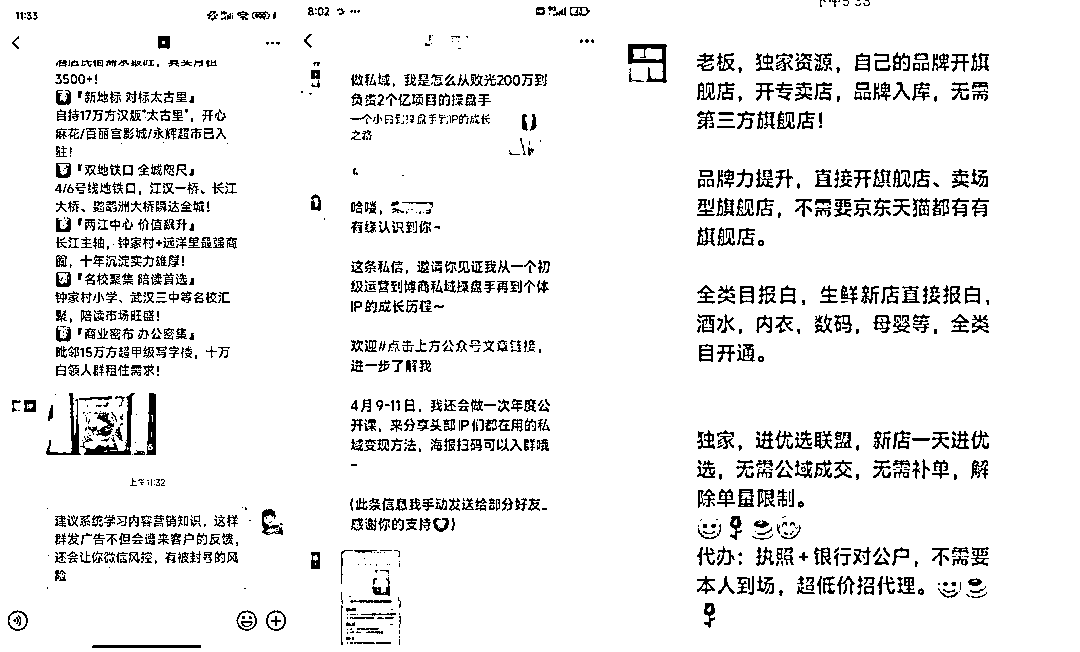 11:33
3500+!
『新地标 对标太古里』
自持17万方汉版"太古里"，开心
麻花/百丽宫影城/永辉超市已入
驻!
『双地铁口 全城咫尺』
4/6号线地铁口，江汉一桥、长江
大桥、鹦鹉洲大桥瞬达全城!
『两江中心 价值飙升』
长江主轴，钟家村+远洋里最强商
圈，十年沉淀实力雄厚!
『名校聚集 陪读首选』
钟家村小学、武汉三中等名校汇
聚，陪读市场旺盛!
『商业密布 办公密集』
毗邻15万方超甲级写字楼，十万
白领人群租住需求!
上午11:32
建议系统学习内容营销知识，这样
群发广告不但会遭来客户的反馈，
还会让你微信风控，有被封号的风
险
8:02
做私域，我是怎么从败光200万到
负责2个亿项目的操盘手
一个小白到操盘手到IP的成长
之路
哈喽，
有缘认识到你~
这条私信，邀请你见证我从一个初
级运营到博商私域操盘手再到个体
IP的成长历程~
欢迎#点击上方公众号文章链接，
进一步了解我
4月9-11日，我还会做一次年度公
开课，来分享头部IP们都在用的私
域变现方法，海报扫码可以入群哦
~
(此条信息我手动发送给部分好友，
感谢你的支持)
下午5:33
老板，独家资源，自己的品牌开旗
舰店，开专卖店，品牌入库，无需
第三方旗舰店!
品牌力提升，直接开旗舰店、卖场
型旗舰店，不需要京东天猫都有有
旗舰店。
全类目报白，生鲜新店直接报白，
酒水，内衣，数码，母婴等，全类
目开通。
独家，进优选联盟，新店一天进优
选，无需公域成交，无需补单，解
除单量限制。
代办：执照+银行对公户，不需要
本人到场，超低价招代理。